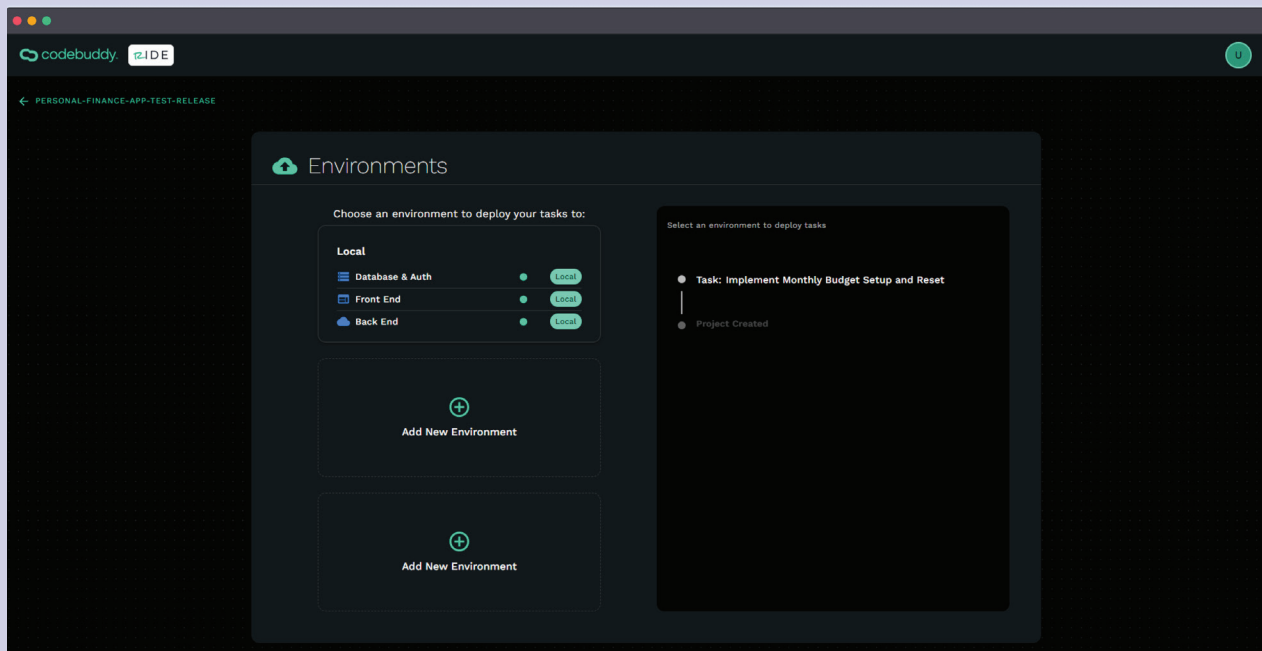 codebuddy. IDE
U
← PERSONAL-FINANCE-APP-TEST-RELEASE
Environments
Choose an environment to deploy your tasks to:
Local
Database & Auth Local
Front End Local
Back End Local
Add New Environment
Add New Environment
Select an environment to deploy tasks
Task: Implement Monthly Budget Setup and Reset
Project Created